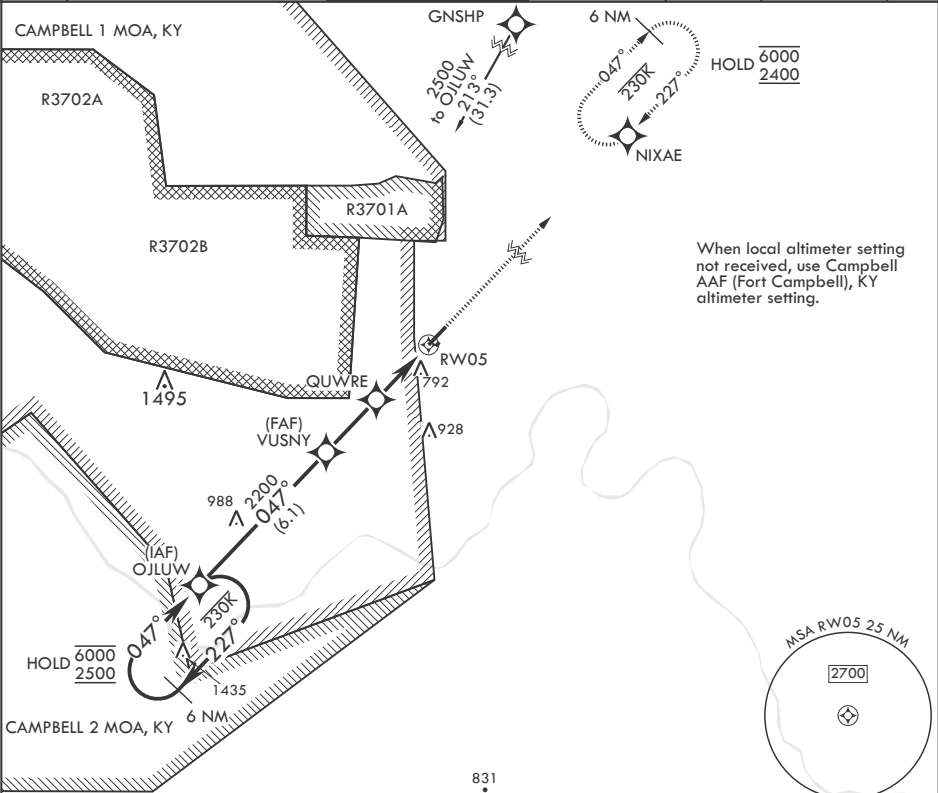 CAMPBELL 1 MOA, KY
GNSHP
6 NM
2500
to OJLUW
213°
(31.3)
047°
230K
227°
HOLD 6000
2400
NIXAE
R3702A
R3701A
R3702B
When local altimeter setting
not received, use Campbell
AAF (Fort Campbell), KY
altimeter setting.
RW05
QUWRE
792
1495
(FAF)
VUSNY
928
988
2200
047°
(6.1)
(IAF)
OJLUW
230K
047°
227°
HOLD 6000
2500
1435
6 NM
CAMPBELL 2 MOA, KY
MSA RW05 25 NM
2700
831